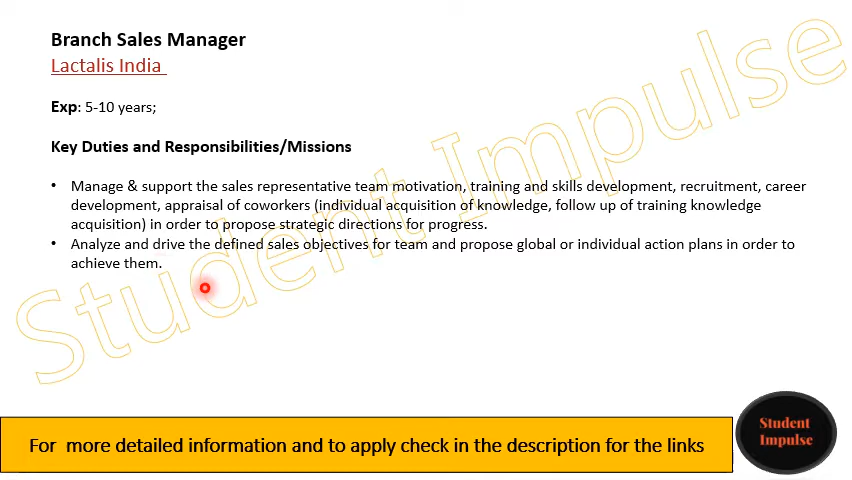 Branch Sales Manager
Lactalis India
Exp: 5-10 years;
Key Duties and Responsibilities/Missions
• Manage & support the sales representative team motivation, training and skills development, recruitment, career
development, appraisal of coworkers (individual acquisition of knowledge, follow up of training knowledge
acquisition) in order to propose strategic directions for progress.
• Analyze and drive the defined sales objectives for team and propose global or individual action plans in order to
achieve them.
Student Impulse
For more detailed information and to apply check in the description for the links
Student
Impulse